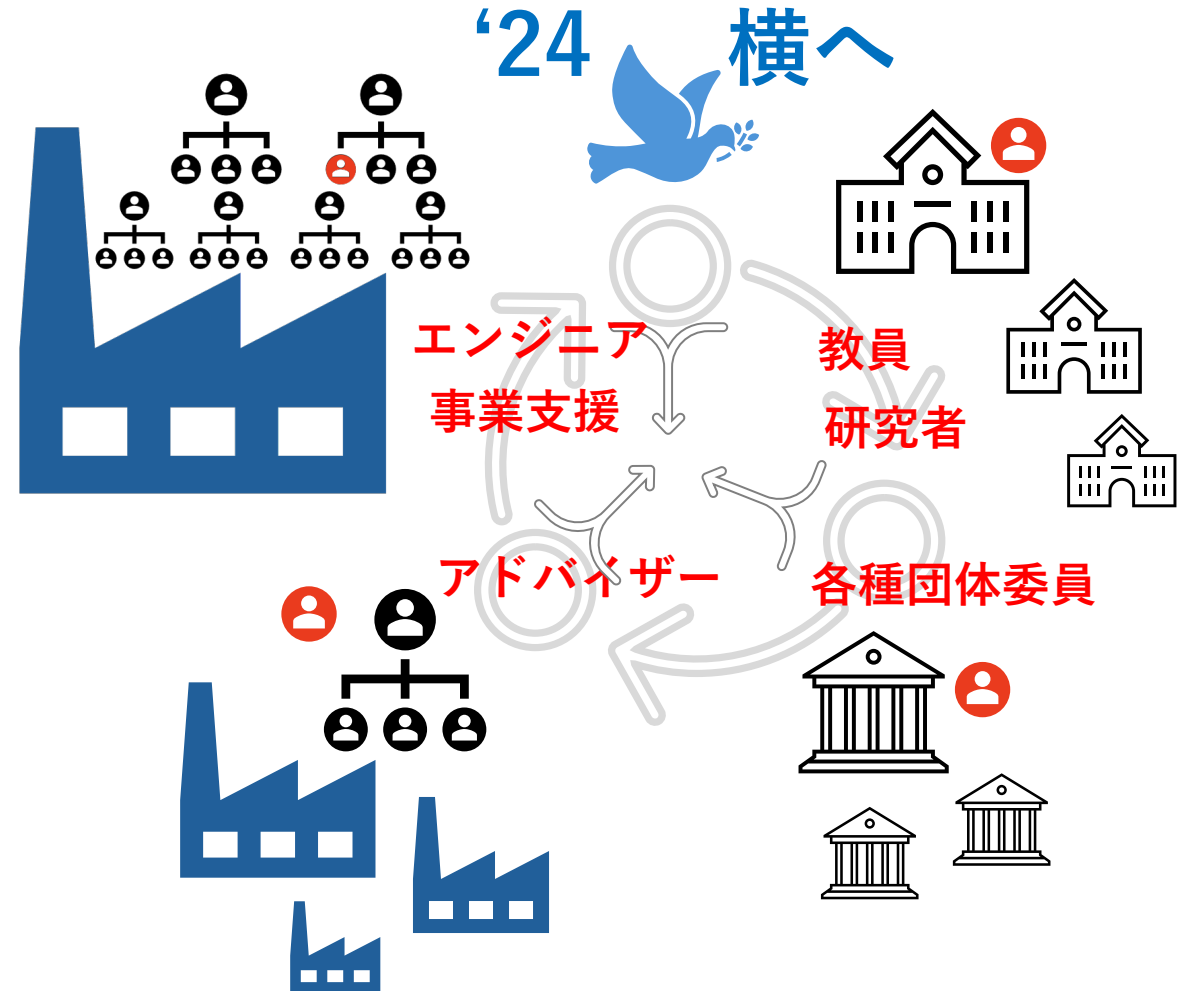 ‘24 横へ
エンジニア
事業支援
教員
研究者
アドバイザー
各種団体委員